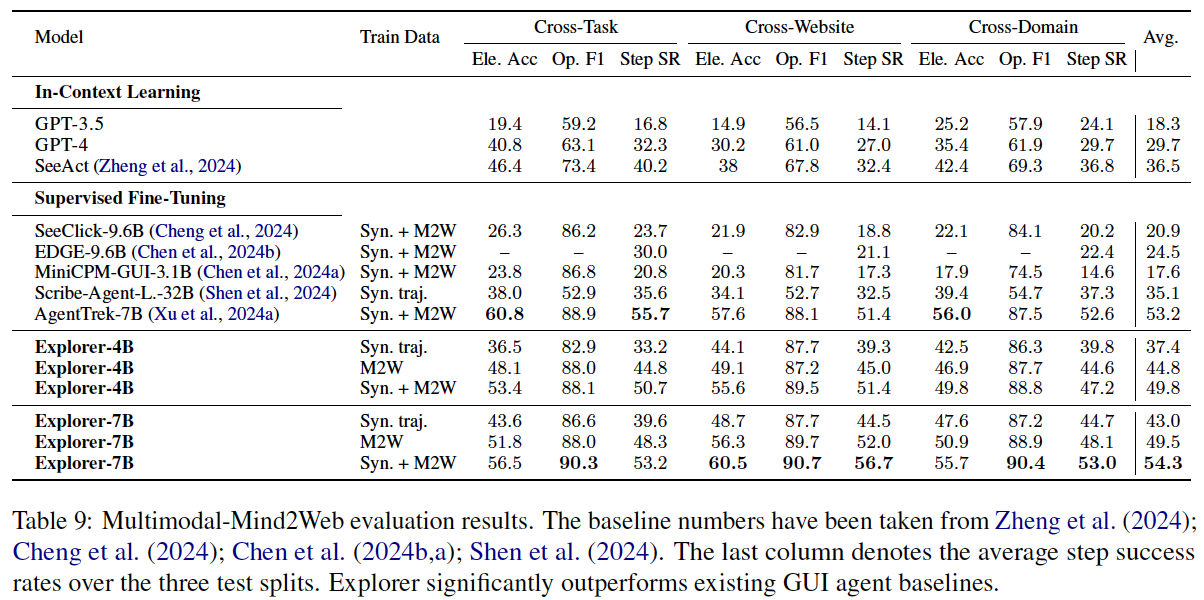 Model Train Data Cross-Task Cross-Website Cross-Domain Avg.
Ele. Acc Op. F1 Step SR Ele. Acc Op. F1 Step SR Ele. Acc Op. F1 Step SR
In-Context Learning
GPT-3.5 19.4 59.2 16.8 14.9 56.5 14.1 25.2 57.9 24.1 18.3
GPT-4 40.8 63.1 32.3 30.2 61.0 27.0 35.4 61.9 29.7 29.7
SeeAct (Zheng et al., 2024) 46.4 73.4 40.2 38 67.8 32.4 42.4 69.3 36.8 36.5
Supervised Fine-Tuning
SeeClick-9.6B (Cheng et al., 2024) Syn. + M2W 26.3 86.2 23.7 21.9 82.9 18.8 22.1 84.1 20.2 20.9
EDGE-9.6B (Chen et al., 2024b) Syn. + M2W – – 30.0 – – 21.1 – – 22.4 24.5
MiniCPM-GUI-3.1B (Chen et al., 2024a) Syn. + M2W 23.8 86.8 20.8 20.3 81.7 17.3 17.9 74.5 14.6 17.6
Scribe-Agent-L.-32B (Shen et al., 2024) Syn. traj. 38.0 52.9 35.6 34.1 52.7 32.5 39.4 54.7 37.3 35.1
AgentTrek-7B (Xu et al., 2024a) Syn. + M2W 60.8 88.9 55.7 57.6 88.1 51.4 56.0 87.5 52.6 53.2
Explorer-4B Syn. traj. 36.5 82.9 33.2 44.1 87.7 39.3 42.5 86.3 39.8 37.4
Explorer-4B M2W 48.1 88.0 44.8 49.1 87.2 45.0 46.9 87.7 44.6 44.8
Explorer-4B Syn. + M2W 53.4 88.1 50.7 55.6 89.5 51.4 49.8 88.8 47.2 49.8
Explorer-7B Syn. traj. 43.6 86.6 39.6 48.7 87.7 44.5 47.6 87.2 44.7 43.0
Explorer-7B M2W 51.8 88.0 48.3 56.3 89.7 52.0 50.9 88.9 48.1 49.5
Explorer-7B Syn. + M2W 56.5 90.3 53.2 60.5 90.7 56.7 55.7 90.4 53.0 54.3
Table 9: Multimodal-Mind2Web evaluation results. The baseline numbers have been taken from Zheng et al. (2024);
Cheng et al. (2024); Chen et al. (2024b,a); Shen et al. (2024). The last column denotes the average step success
rates over the three test splits. Explorer significantly outperforms existing GUI agent baselines.